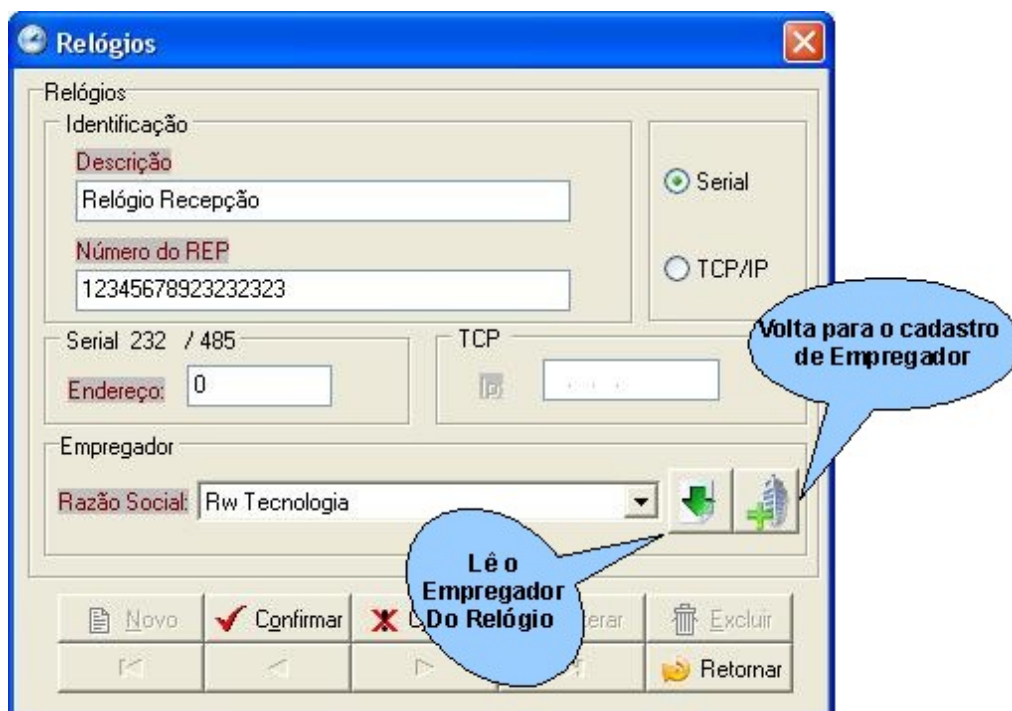 Relógios
Relógios
Identificação
Descrição
Relógio Recepção
Número do REP
12345678923232323
Serial
TCP/IP
Volta para o cadastro
de Empregador
Serial 232 / 485
Endereço: 0
TCP
Ip
Empregador
Razão Social: Rw Tecnologia
Lê o
Empregador
Do Relógio
Novo Confirmar Excluir
Retornar